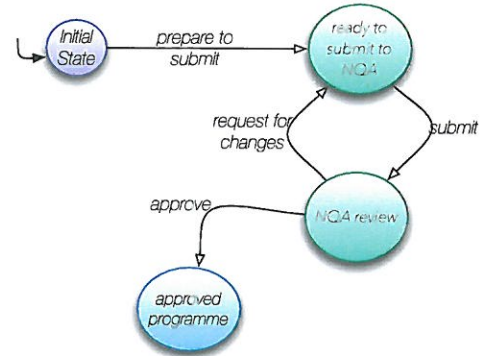 Initial
State
prepare to
submit
ready to
submit to
NQA
request for
changes
submit
NQA review
approve
approved
programme